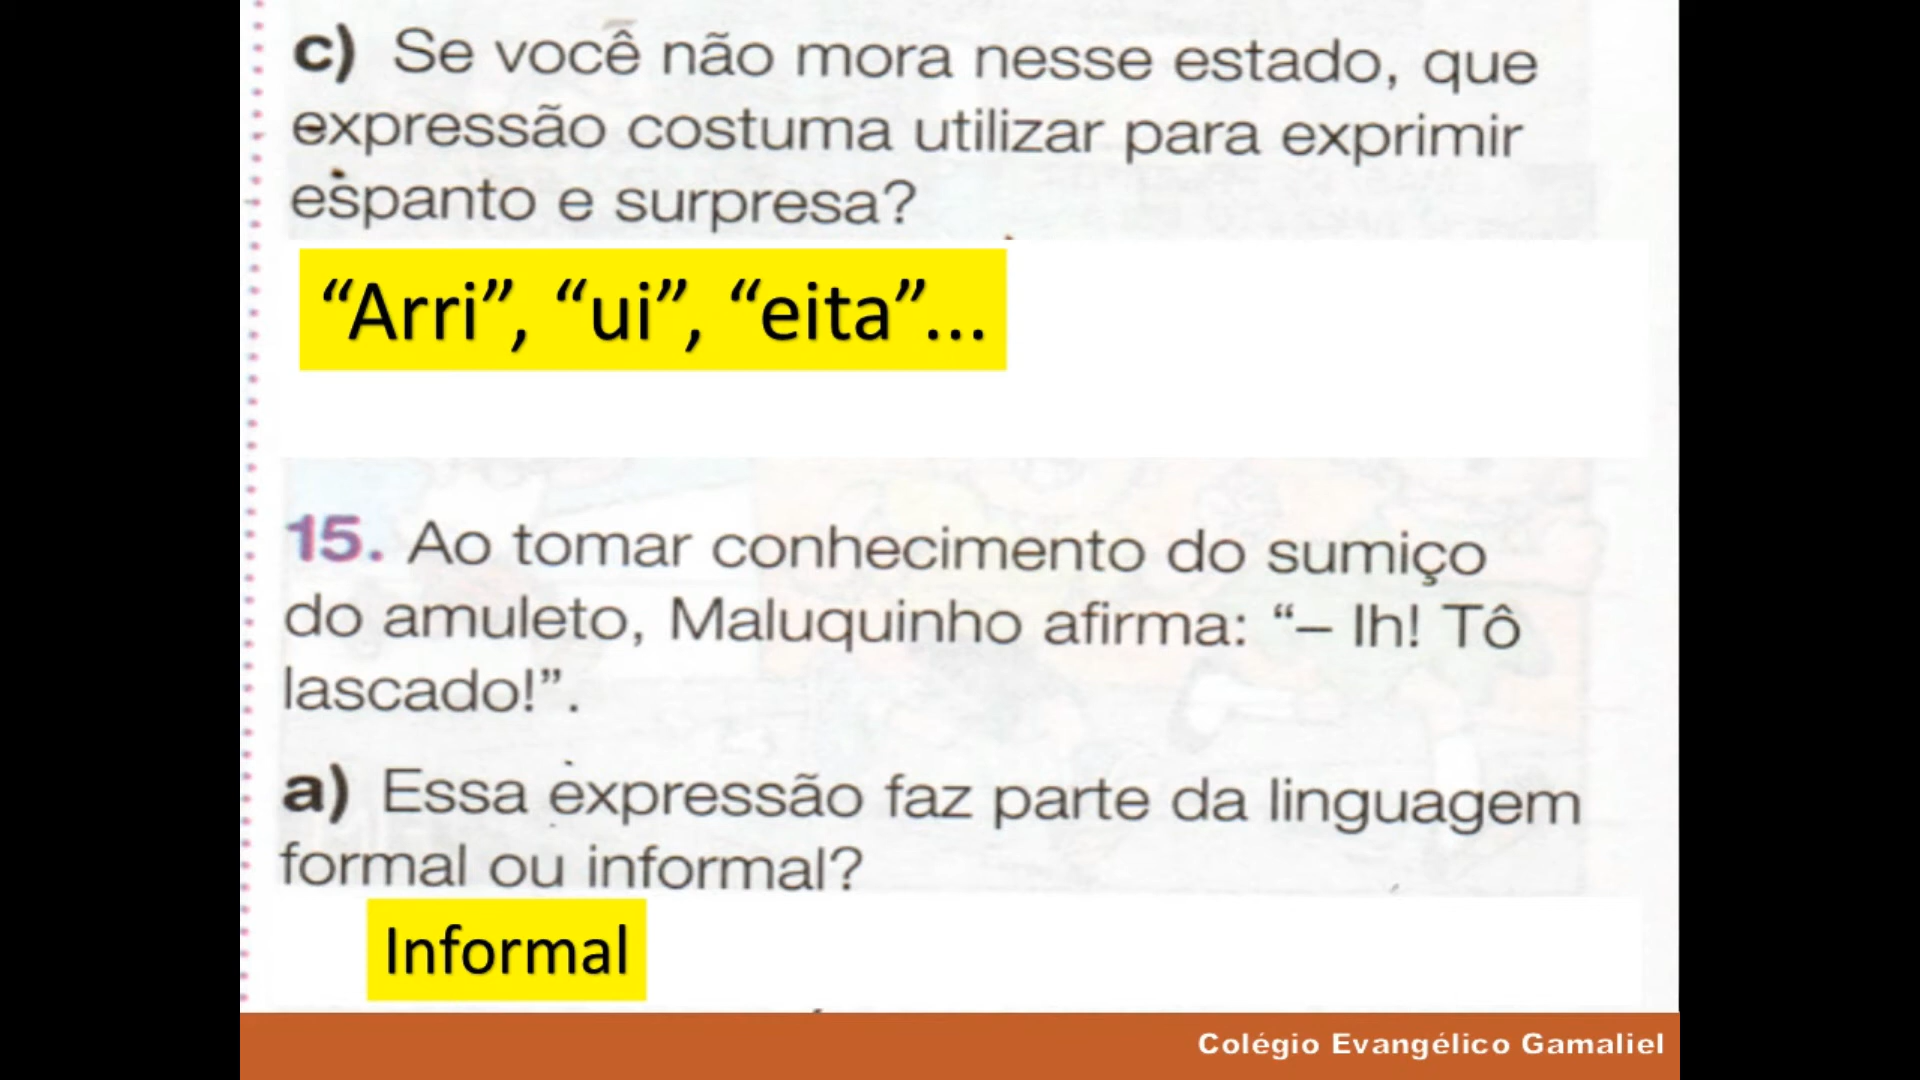 c) Se você não mora nesse estado, que
expressão costuma utilizar para exprimir
espanto e surpresa?
“Arri”, “ui”, “eita”...
15. Ao tomar conhecimento do sumiço
do amuleto, Maluquinho afirma: “– Ih! Tô
lascado!”.
a) Essa expressão faz parte da linguagem
formal ou informal?
Informal
Colégio Evangélico Gamaliel